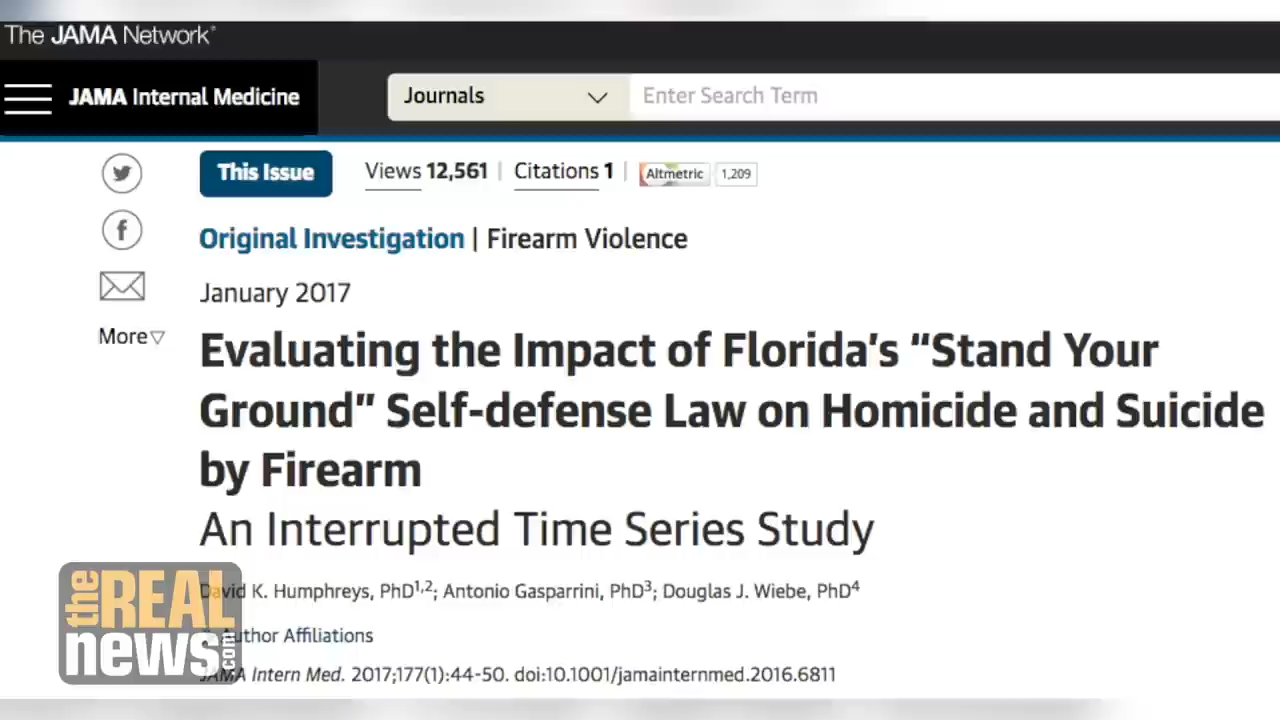 The JAMA Network®
JAMA Internal Medicine
Journals
Enter Search Term
This Issue
Views 12,561 | Citations 1 |
Altmetric 1,209
Original Investigation | Firearm Violence
January 2017
More
Evaluating the Impact of Florida's “Stand Your
Ground” Self-defense Law on Homicide and Suicide
by Firearm
An Interrupted Time Series Study
David K. Humphreys, PhD1,2; Antonio Gasparrini, PhD3; Douglas J. Wiebe, PhD4
Author Affiliations
JAMA Intern Med. 2017;177(1):44-50. doi:10.1001/jamainternmed.2016.6811
the REAL
news.com